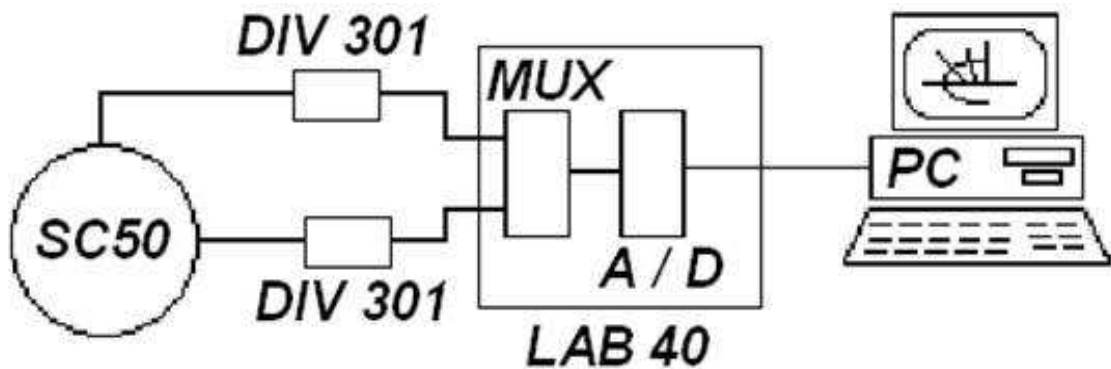 DIV 301
MUX
PC
SC50
A / D
DIV 301
LAB 40